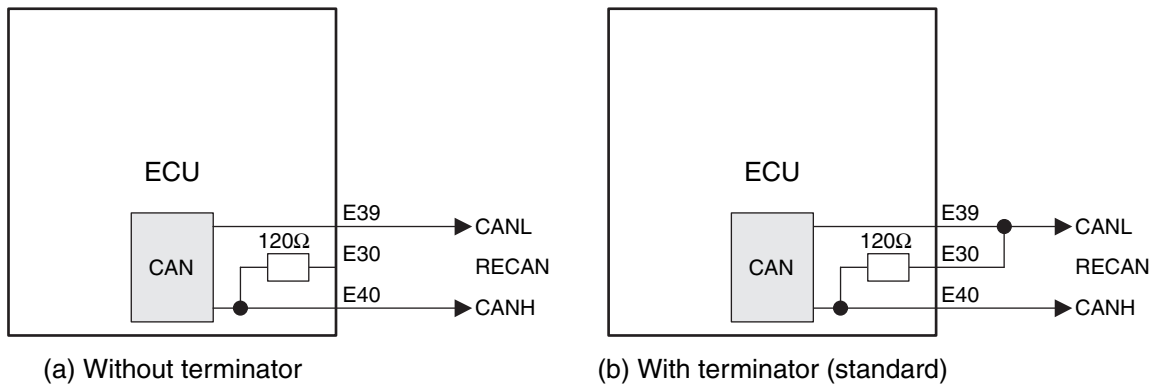 ECU
CAN
120Ω
E39
E30
E40
CANL
RECAN
CANH
(a) Without terminator
ECU
CAN
120Ω
E39
E30
E40
CANL
RECAN
CANH
(b) With terminator (standard)